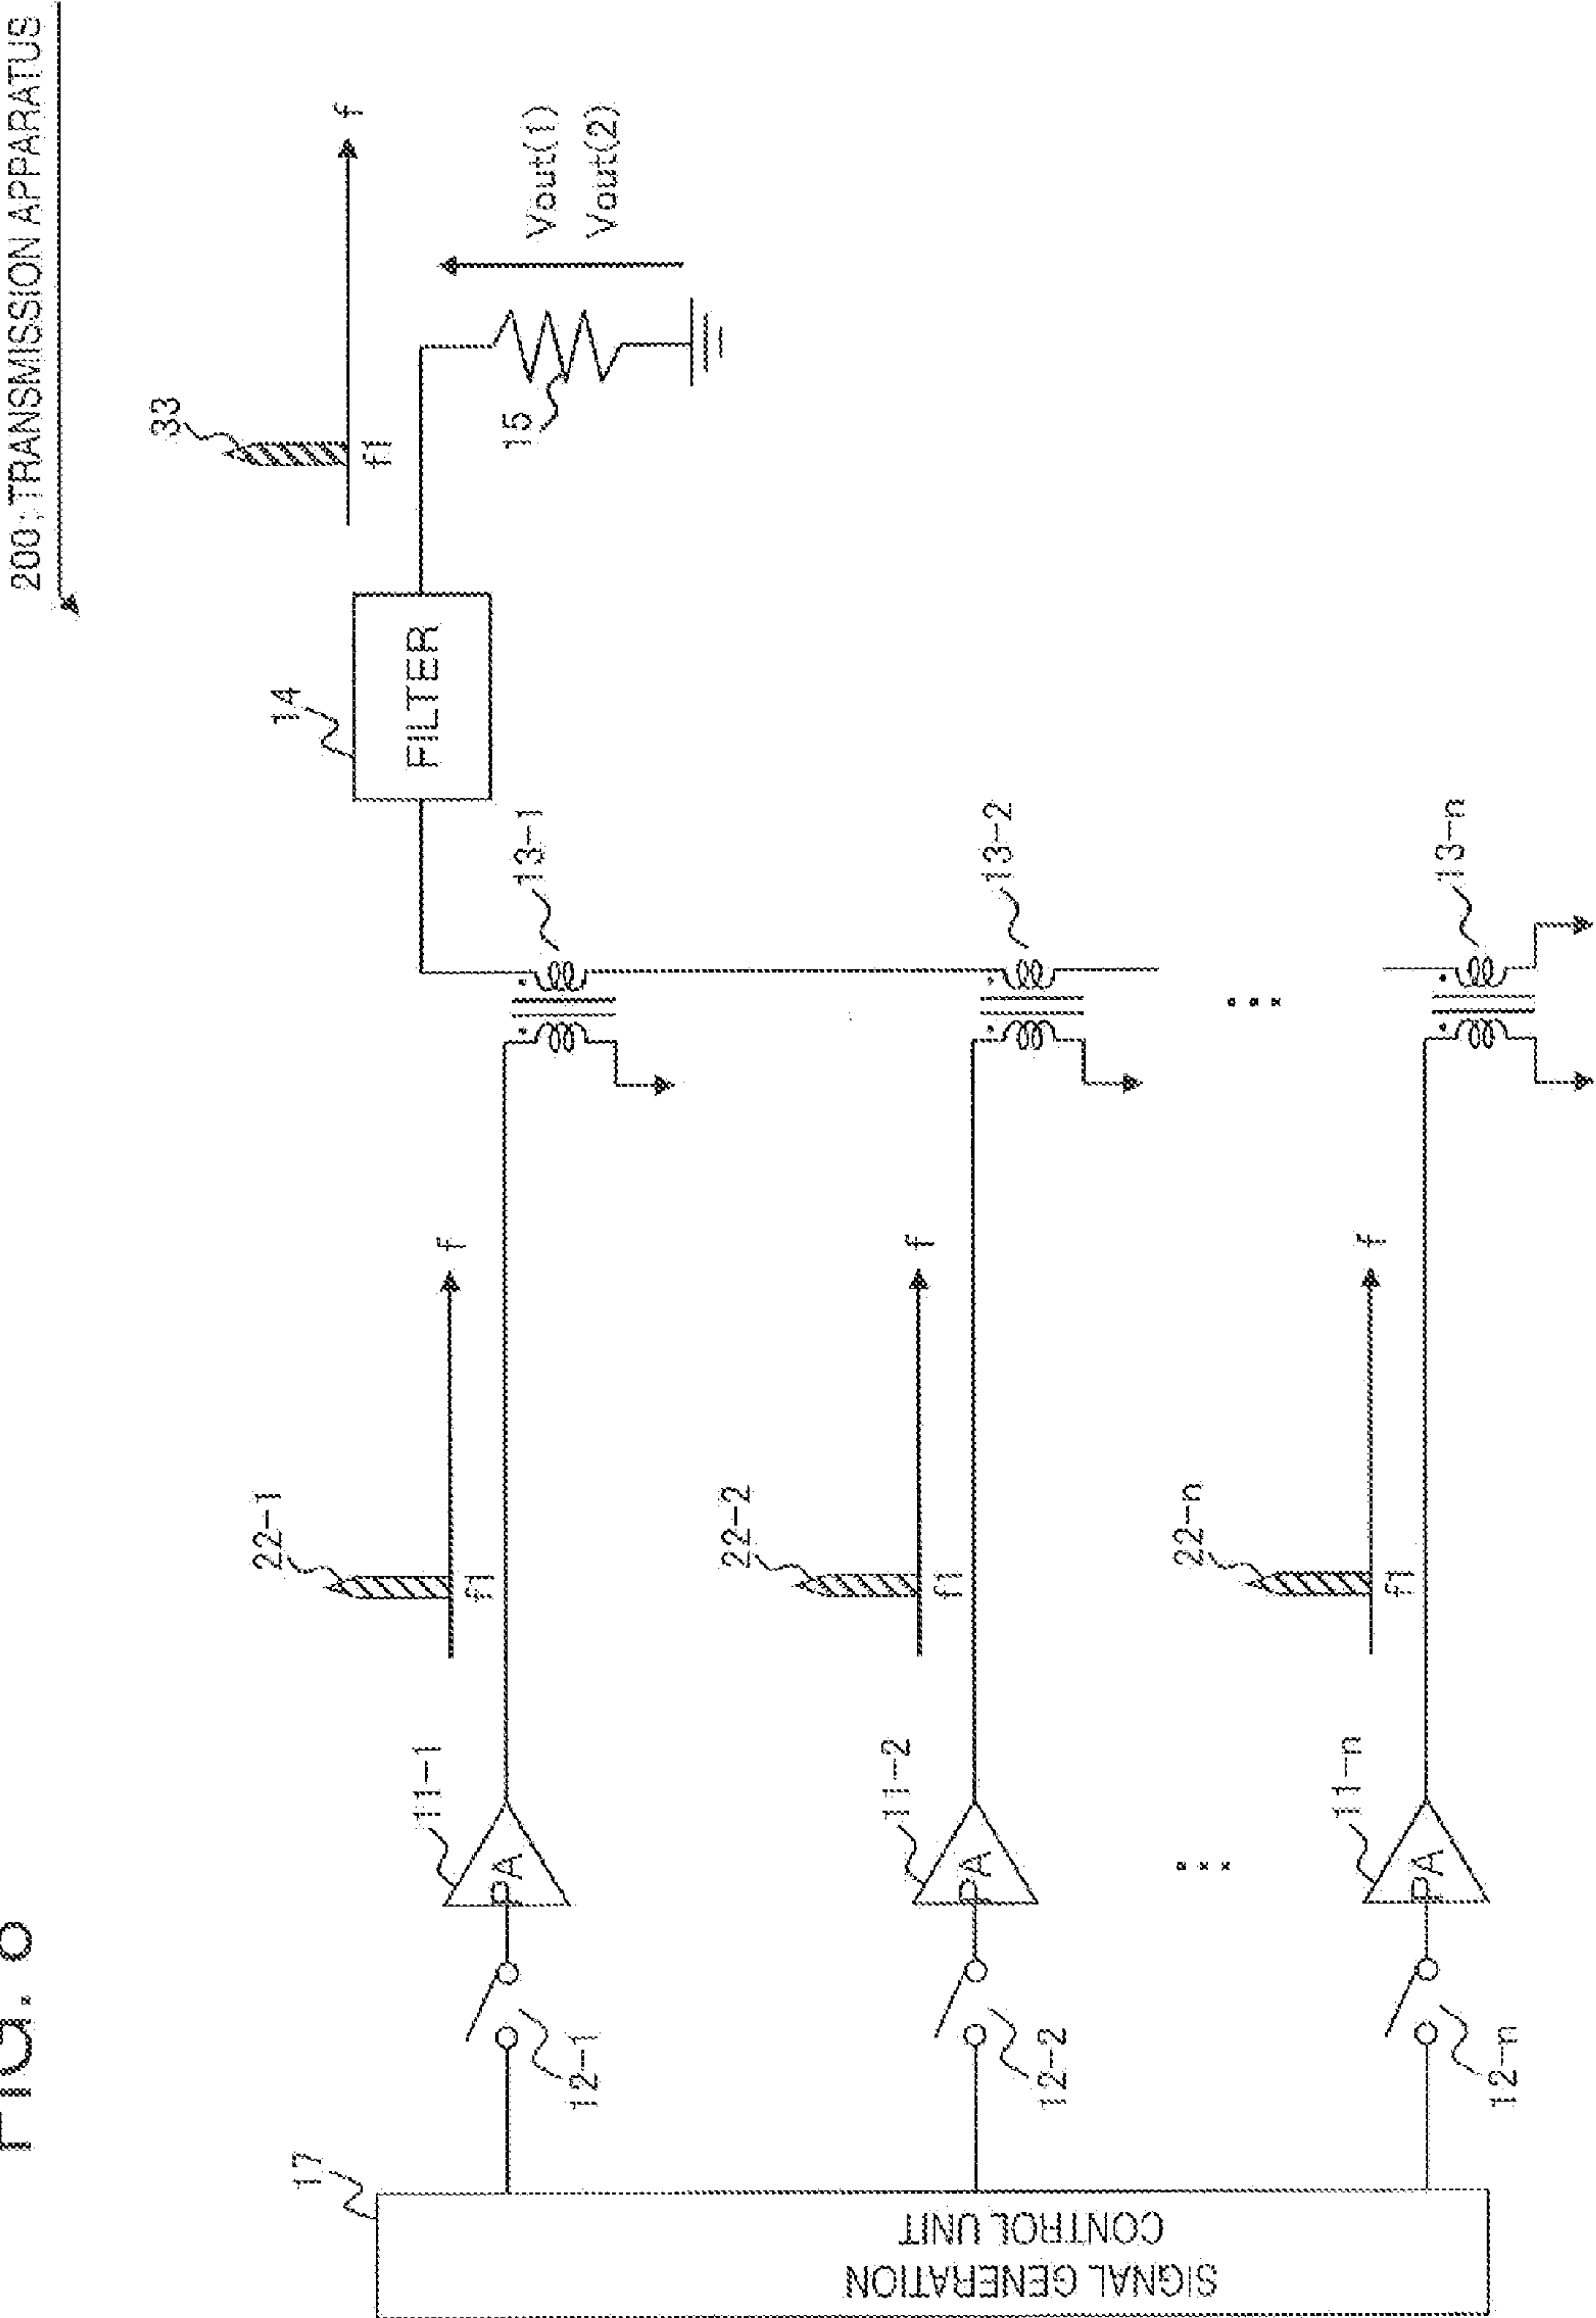 FIG.
200:TRANSMISSION APPARATUS
17
SIGNAL GENERATION
CONTROL UNIT
12-1
11-1
PA
22-1
f1
f
13-1
14
FILTER
33
f1
f
15
Vout(1)
Vout(2)
12-2
11-2
PA
22-2
f1
f
13-2
12-n
11-n
PA
22-n
f1
f
13-n